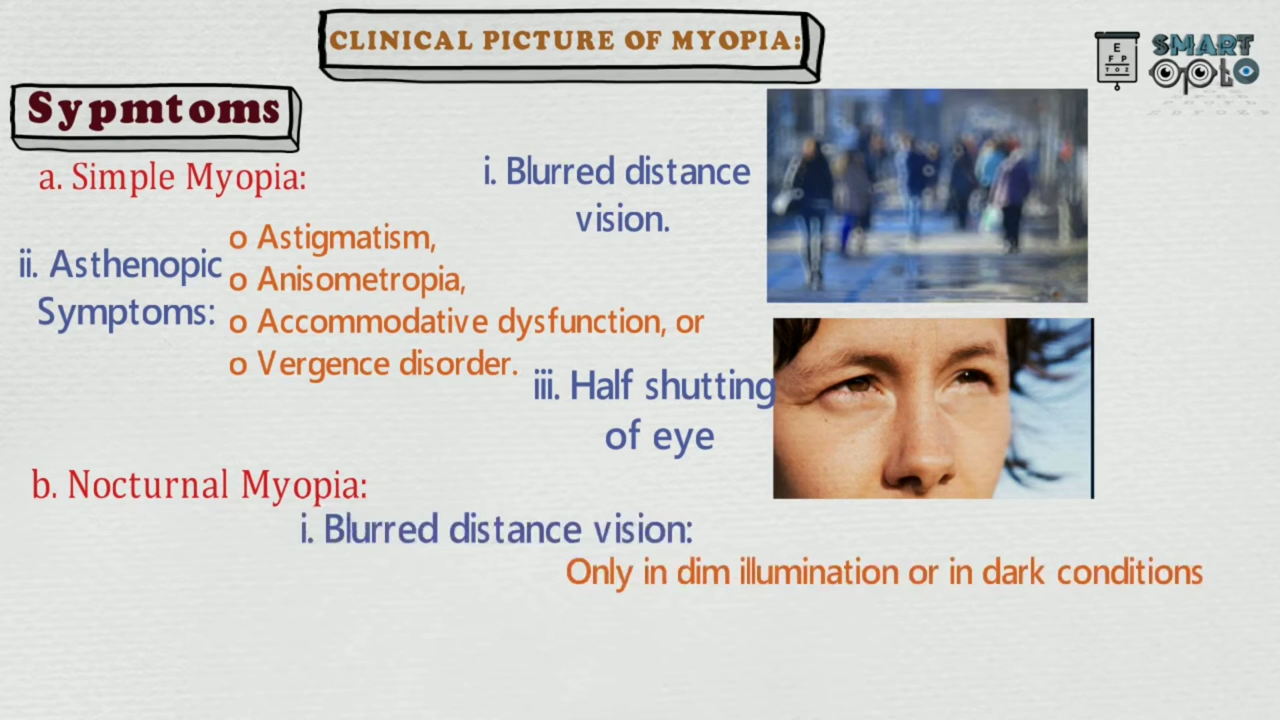 CLINICAL PICTURE OF MYOPIA:
E
F P
T O Z
SMART
OPTO
Sypmtoms
a. Simple Myopia:
i. Blurred distance
vision.
ii. Asthenopic
Symptoms:
o Astigmatism,
o Anisometropia,
o Accommodative dysfunction, or
o Vergence disorder.
iii. Half shutting
of eye
b. Nocturnal Myopia:
i. Blurred distance vision:
Only in dim illumination or in dark conditions